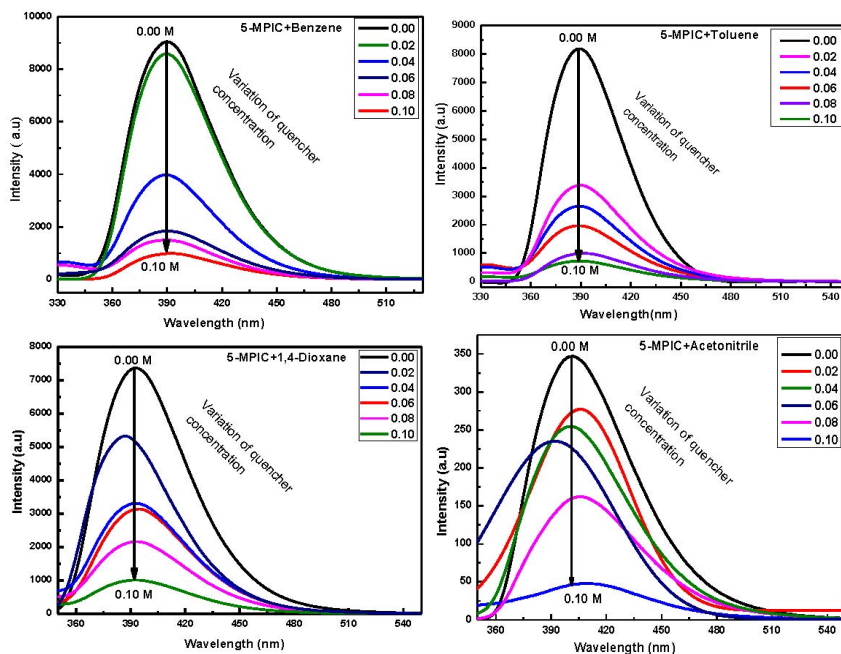 5-MPIC+Benzene
0.00 M
0.00
0.02
0.04
0.06
0.08
0.10
Variation of quencher
concentrartion
0.10 M
10000
8000
6000
4000
2000
0
Intensity ( a.u)
330 360 390 420 450 480 510
Wavelength (nm)
5-MPIC+Toluene
0.00 M
0.00
0.02
0.04
0.06
0.08
0.10
Variation of quencher
concentration
0.10 M
9000
8000
7000
6000
5000
4000
3000
2000
1000
0
Intensity (a.u)
330 360 390 420 450 480 510 540
Wavelength(nm)
5-MPIC+1,4-Dioxane
0.00 M
0.00
0.02
0.04
0.06
0.08
0.10
Variation of quencher
concentration
0.10 M
8000
7000
6000
5000
4000
3000
2000
1000
0
Intensity (a.u)
360 390 420 450 480 510 540
Wavelength (nm)
5-MPIC+Acetonitrile
0.00 M
0.00
0.02
0.04
0.06
0.08
0.10
Variation of quencher
concentration
0.10 M
350
300
250
200
150
100
50
0
Intensity (a.u)
360 390 420 450 480 510 540
Wavelength (nm)